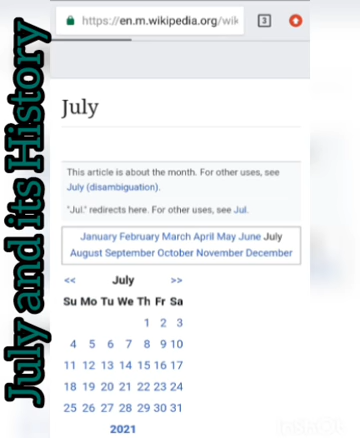 July and its History
https://en.m.wikipedia.org/wik
3
July
This article is about the month. For other uses, see
July (disambiguation).
"Jul." redirects here. For other uses, see Jul.
January February March April May June July
August September October November December
<< July >>
Su Mo Tu We Th Fr Sa
1 2 3
4 5 6 7 8 9 10
11 12 13 14 15 16 17
18 19 20 21 22 23 24
25 26 27 28 29 30 31
2021